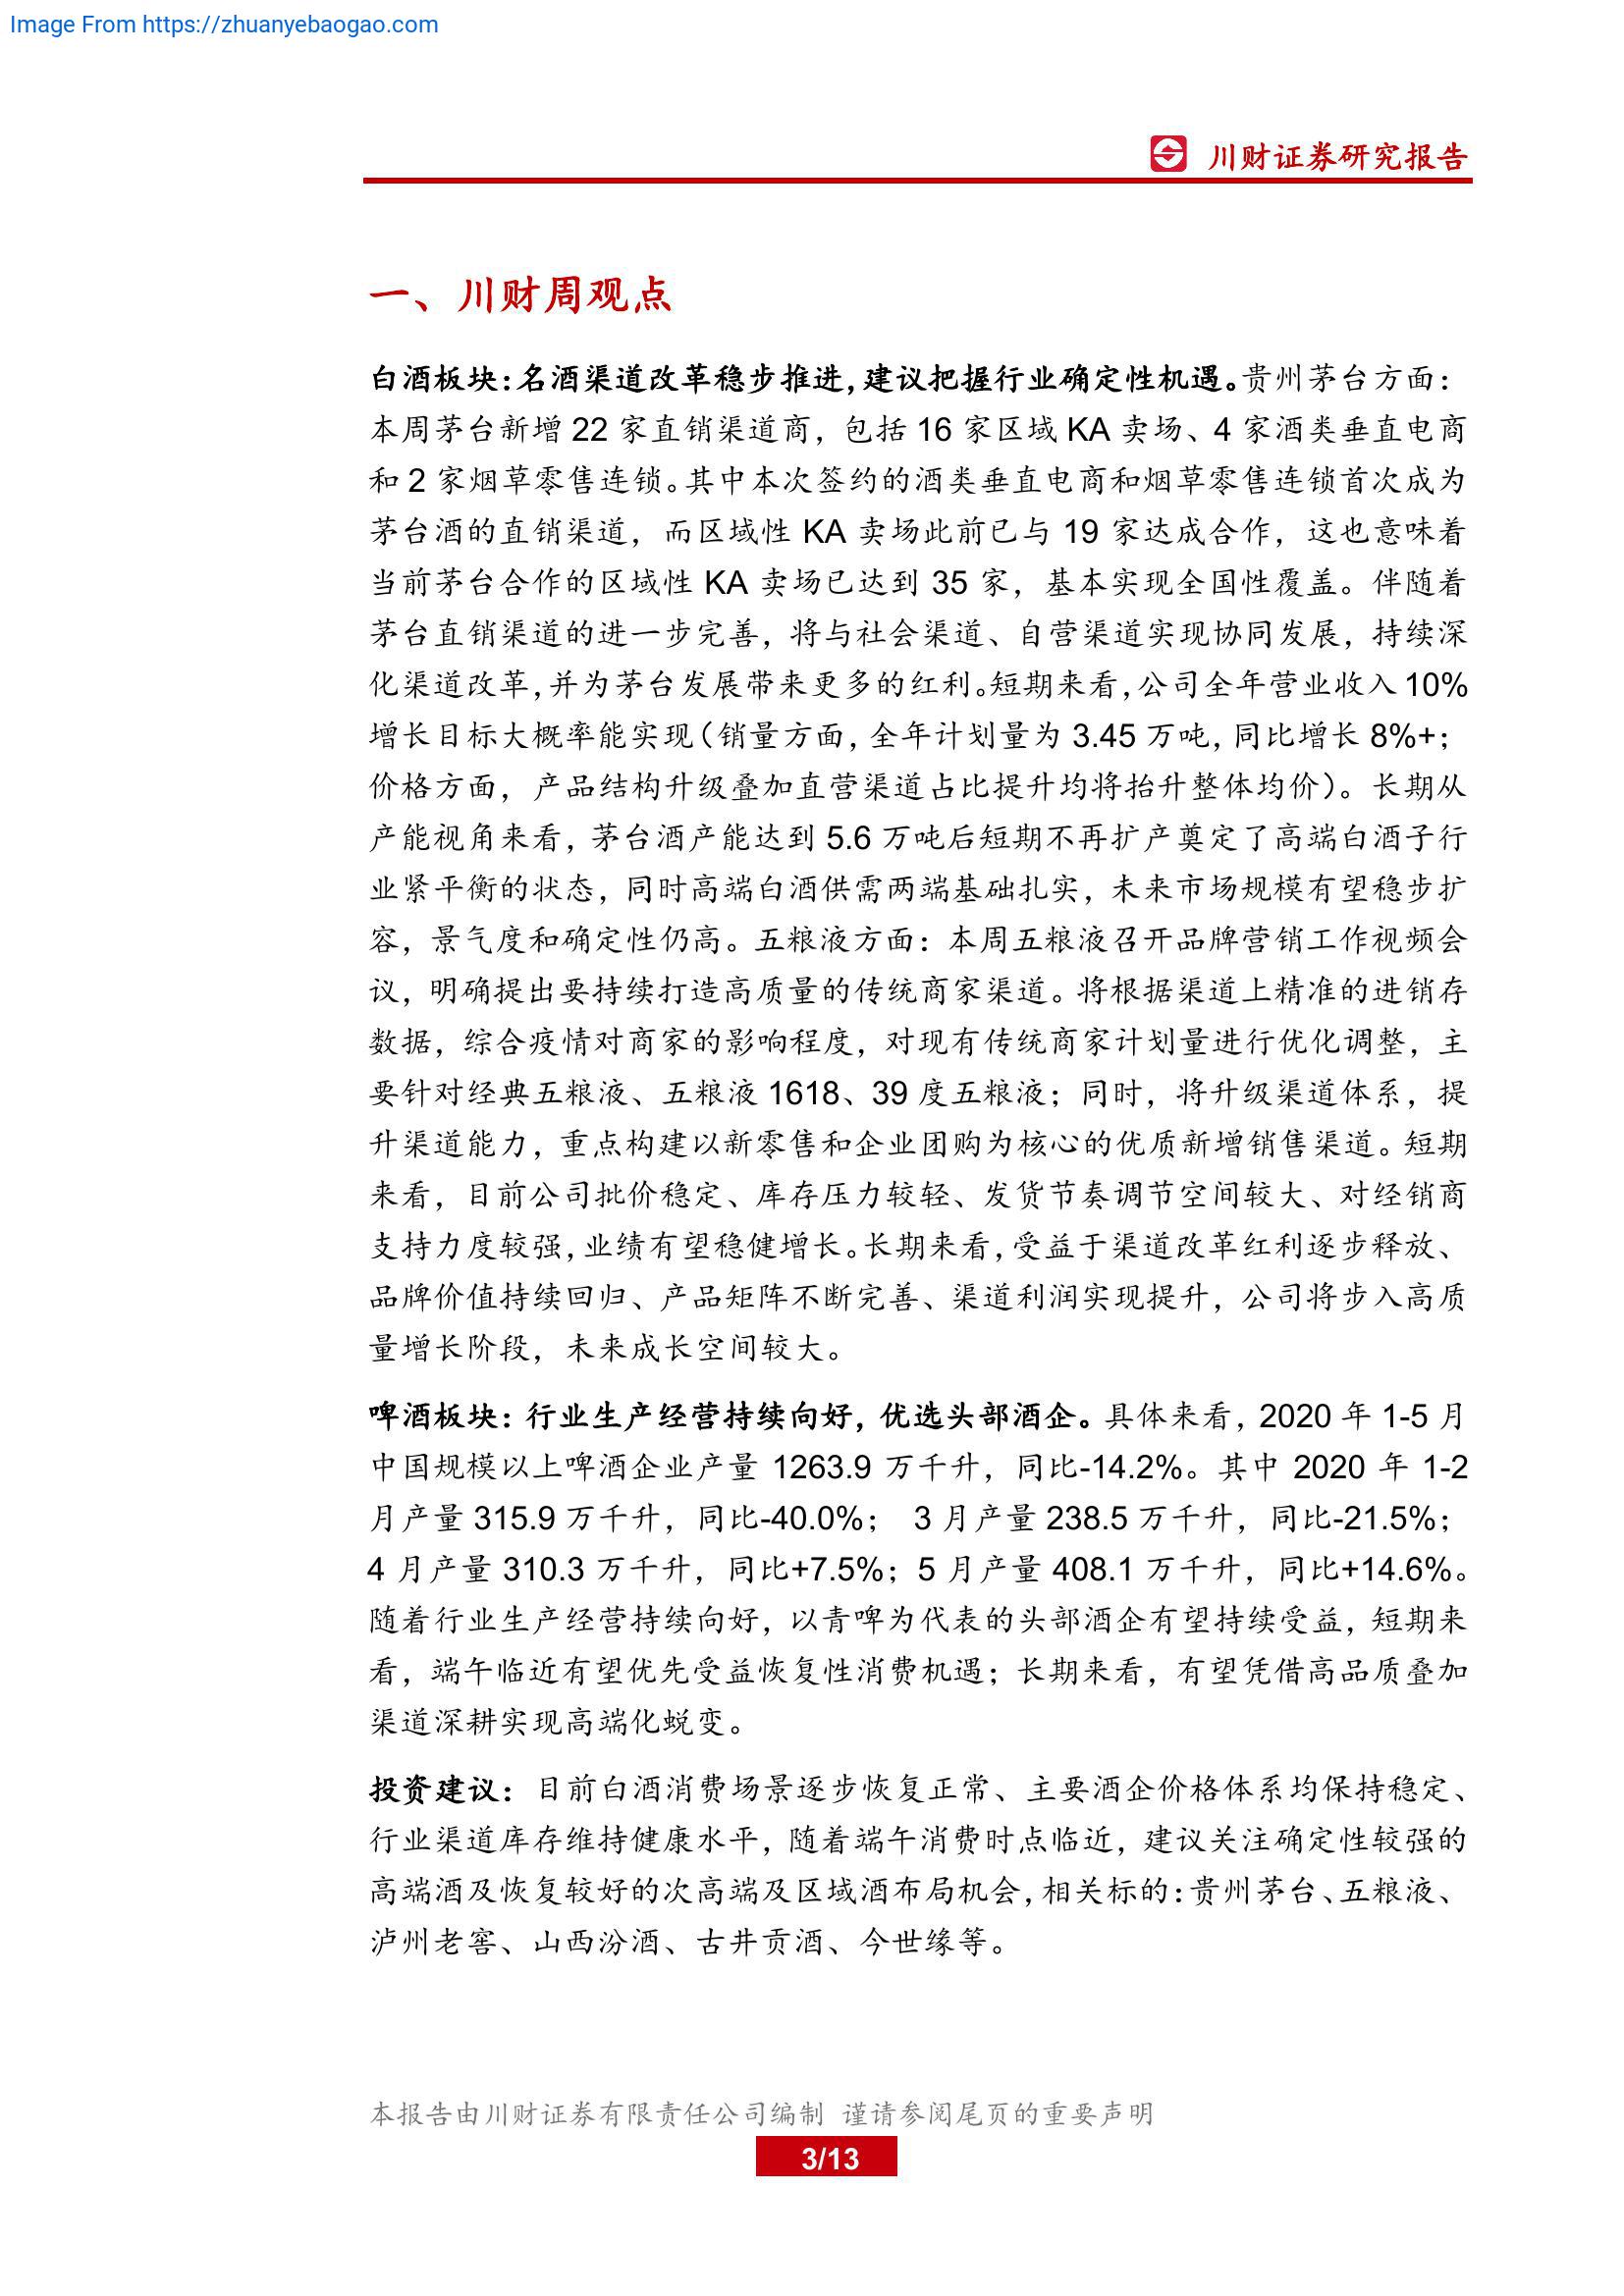 Image From https://zhuanyebaogao.com
川财证券研究报告
一、川财周观点
白酒板块：名酒渠道改革稳步推进，建议把握行业确定性机遇。贵州茅台方面：
本周茅台新增 22 家直销渠道商，包括 16 家区域 KA 卖场、4 家酒类垂直电商
和 2 家烟草零售连锁。其中本次签约的酒类垂直电商和烟草零售连锁首次成为
茅台酒的直销渠道，而区域性 KA 卖场此前已与 19 家达成合作，这也意味着
当前茅台合作的区域性 KA 卖场已达到 35 家，基本实现全国性覆盖。伴随着
茅台直销渠道的进一步完善，将与社会渠道、自营渠道实现协同发展，持续深
化渠道改革，并为茅台发展带来更多的红利。短期来看，公司全年营业收入 10%
增长目标大概率能实现（销量方面，全年计划量为 3.45 万吨，同比增长 8%+；
价格方面，产品结构升级叠加直营渠道占比提升均将抬升整体均价）。长期从
产能视角来看，茅台酒产能达到 5.6 万吨后短期不再扩产奠定了高端白酒子行
业紧平衡的状态，同时高端白酒供需两端基础扎实，未来市场规模有望稳步扩
容，景气度和确定性仍高。五粮液方面：本周五粮液召开品牌营销工作视频会
议，明确提出要持续打造高质量的传统商家渠道。将根据渠道上精准的进销存
数据，综合疫情对商家的影响程度，对现有传统商家计划量进行优化调整，主
要针对经典五粮液、五粮液 1618、39 度五粮液；同时，将升级渠道体系，提
升渠道能力，重点构建以新零售和企业团购为核心的优质新增销售渠道。短期
来看，目前公司批价稳定、库存压力较轻、发货节奏调节空间较大、对经销商
支持力度较强，业绩有望稳健增长。长期来看，受益于渠道改革红利逐步释放、
品牌价值持续回归、产品矩阵不断完善、渠道利润实现提升，公司将步入高质
量增长阶段，未来成长空间较大。
啤酒板块：行业生产经营持续向好，优选头部酒企。具体来看，2020 年 1-5 月
中国规模以上啤酒企业产量 1263.9 万千升，同比-14.2%。其中 2020 年 1-2
月产量 315.9 万千升，同比-40.0%； 3 月产量 238.5 万千升，同比-21.5%；
4 月产量 310.3 万千升，同比+7.5%；5 月产量 408.1 万千升，同比+14.6%。
随着行业生产经营持续向好，以青啤为代表的头部酒企有望持续受益，短期来
看，端午临近有望优先受益恢复性消费机遇；长期来看，有望凭借高品质叠加
渠道深耕实现高端化蜕变。
投资建议：目前白酒消费场景逐步恢复正常、主要酒企价格体系均保持稳定、
行业渠道库存维持健康水平，随着端午消费时点临近，建议关注确定性较强的
高端酒及恢复较好的次高端及区域酒布局机会，相关标的：贵州茅台、五粮液、
泸州老窖、山西汾酒、古井贡酒、今世缘等。
本报告由川财证券有限责任公司编制 谨请参阅尾页的重要声明
3/13